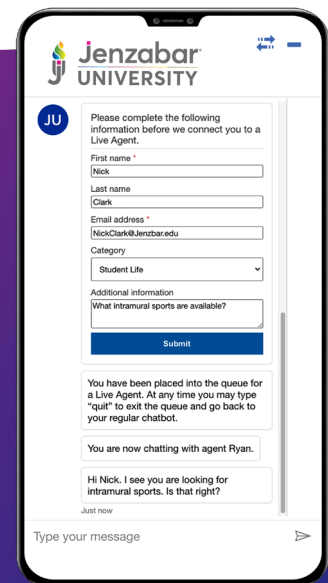 Jenzabar
UNIVERSITY
JU
Please complete the following
information before we connect you to a
Live Agent.
First name *
Nick
Last name
Clark
Email address *
NickClark@Jenzbar.edu
Category
Student Life
Additional information
What intramural sports are available?
Submit
You have been placed into the queue for
a Live Agent. At any time you may type
“quit” to exit the queue and go back to
your regular chatbot.
You are now chatting with agent Ryan.
Hi Nick. I see you are looking for
intramural sports. Is that right?
Just now
Type your message